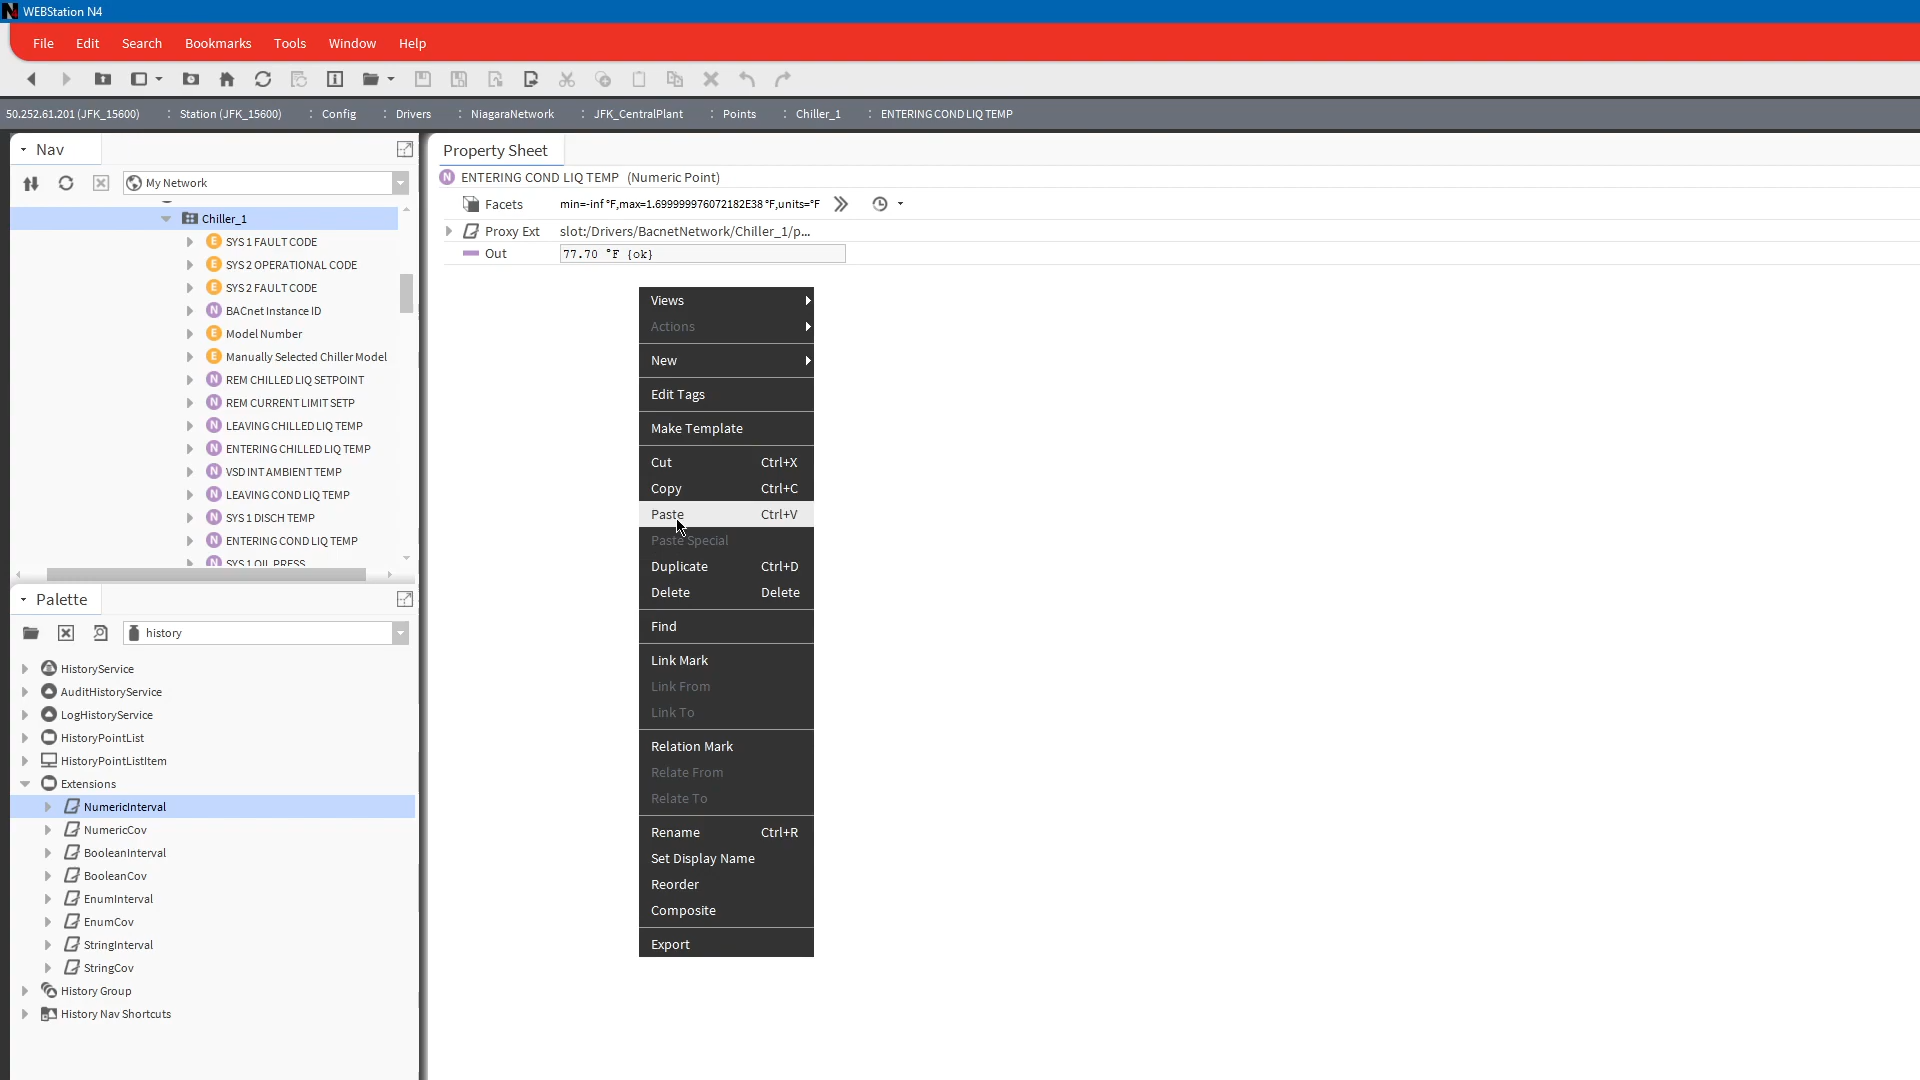 WEBStation N4
File Edit Search Bookmarks Tools Window Help
50.252.61.201 (JFK_15600) : Station (JFK_15600) : Config : Drivers : NiagaraNetwork : JFK_CentralPlant : Points : Chiller_1 : ENTERING COND LIQ TEMP
Nav
My Network
Chiller_1
SYS 1 FAULT CODE
SYS 2 OPERATIONAL CODE
SYS 2 FAULT CODE
BACnet Instance ID
Model Number
Manually Selected Chiller Model
REM CHILLED LIQ SETPOINT
REM CURRENT LIMIT SETP
LEAVING CHILLED LIQ TEMP
ENTERING CHILLED LIQ TEMP
VSD INT AMBIENT TEMP
LEAVING COND LIQ TEMP
SYS 1 DISCH TEMP
ENTERING COND LIQ TEMP
SYS 1 OIL PRESS
Palette
history
HistoryService
AuditHistoryService
LogHistoryService
HistoryPointList
HistoryPointListItem
Extensions
NumericInterval
NumericCov
BooleanInterval
BooleanCov
EnumInterval
EnumCov
StringInterval
StringCov
History Group
History Nav Shortcuts
Property Sheet
N ENTERING COND LIQ TEMP (Numeric Point)
Facets min=-inf °F,max=1.699999976072182E38 °F,units=°F
Proxy Ext slot:/Drivers/BacnetNetwork/Chiller_1/p...
Out 77.70 °F {ok}
Views
Actions
New
Edit Tags
Make Template
Cut Ctrl+X
Copy Ctrl+C
Paste Ctrl+V
Paste Special
Duplicate Ctrl+D
Delete Delete
Find
Link Mark
Link From
Link To
Relation Mark
Relate From
Relate To
Rename Ctrl+R
Set Display Name
Reorder
Composite
Export